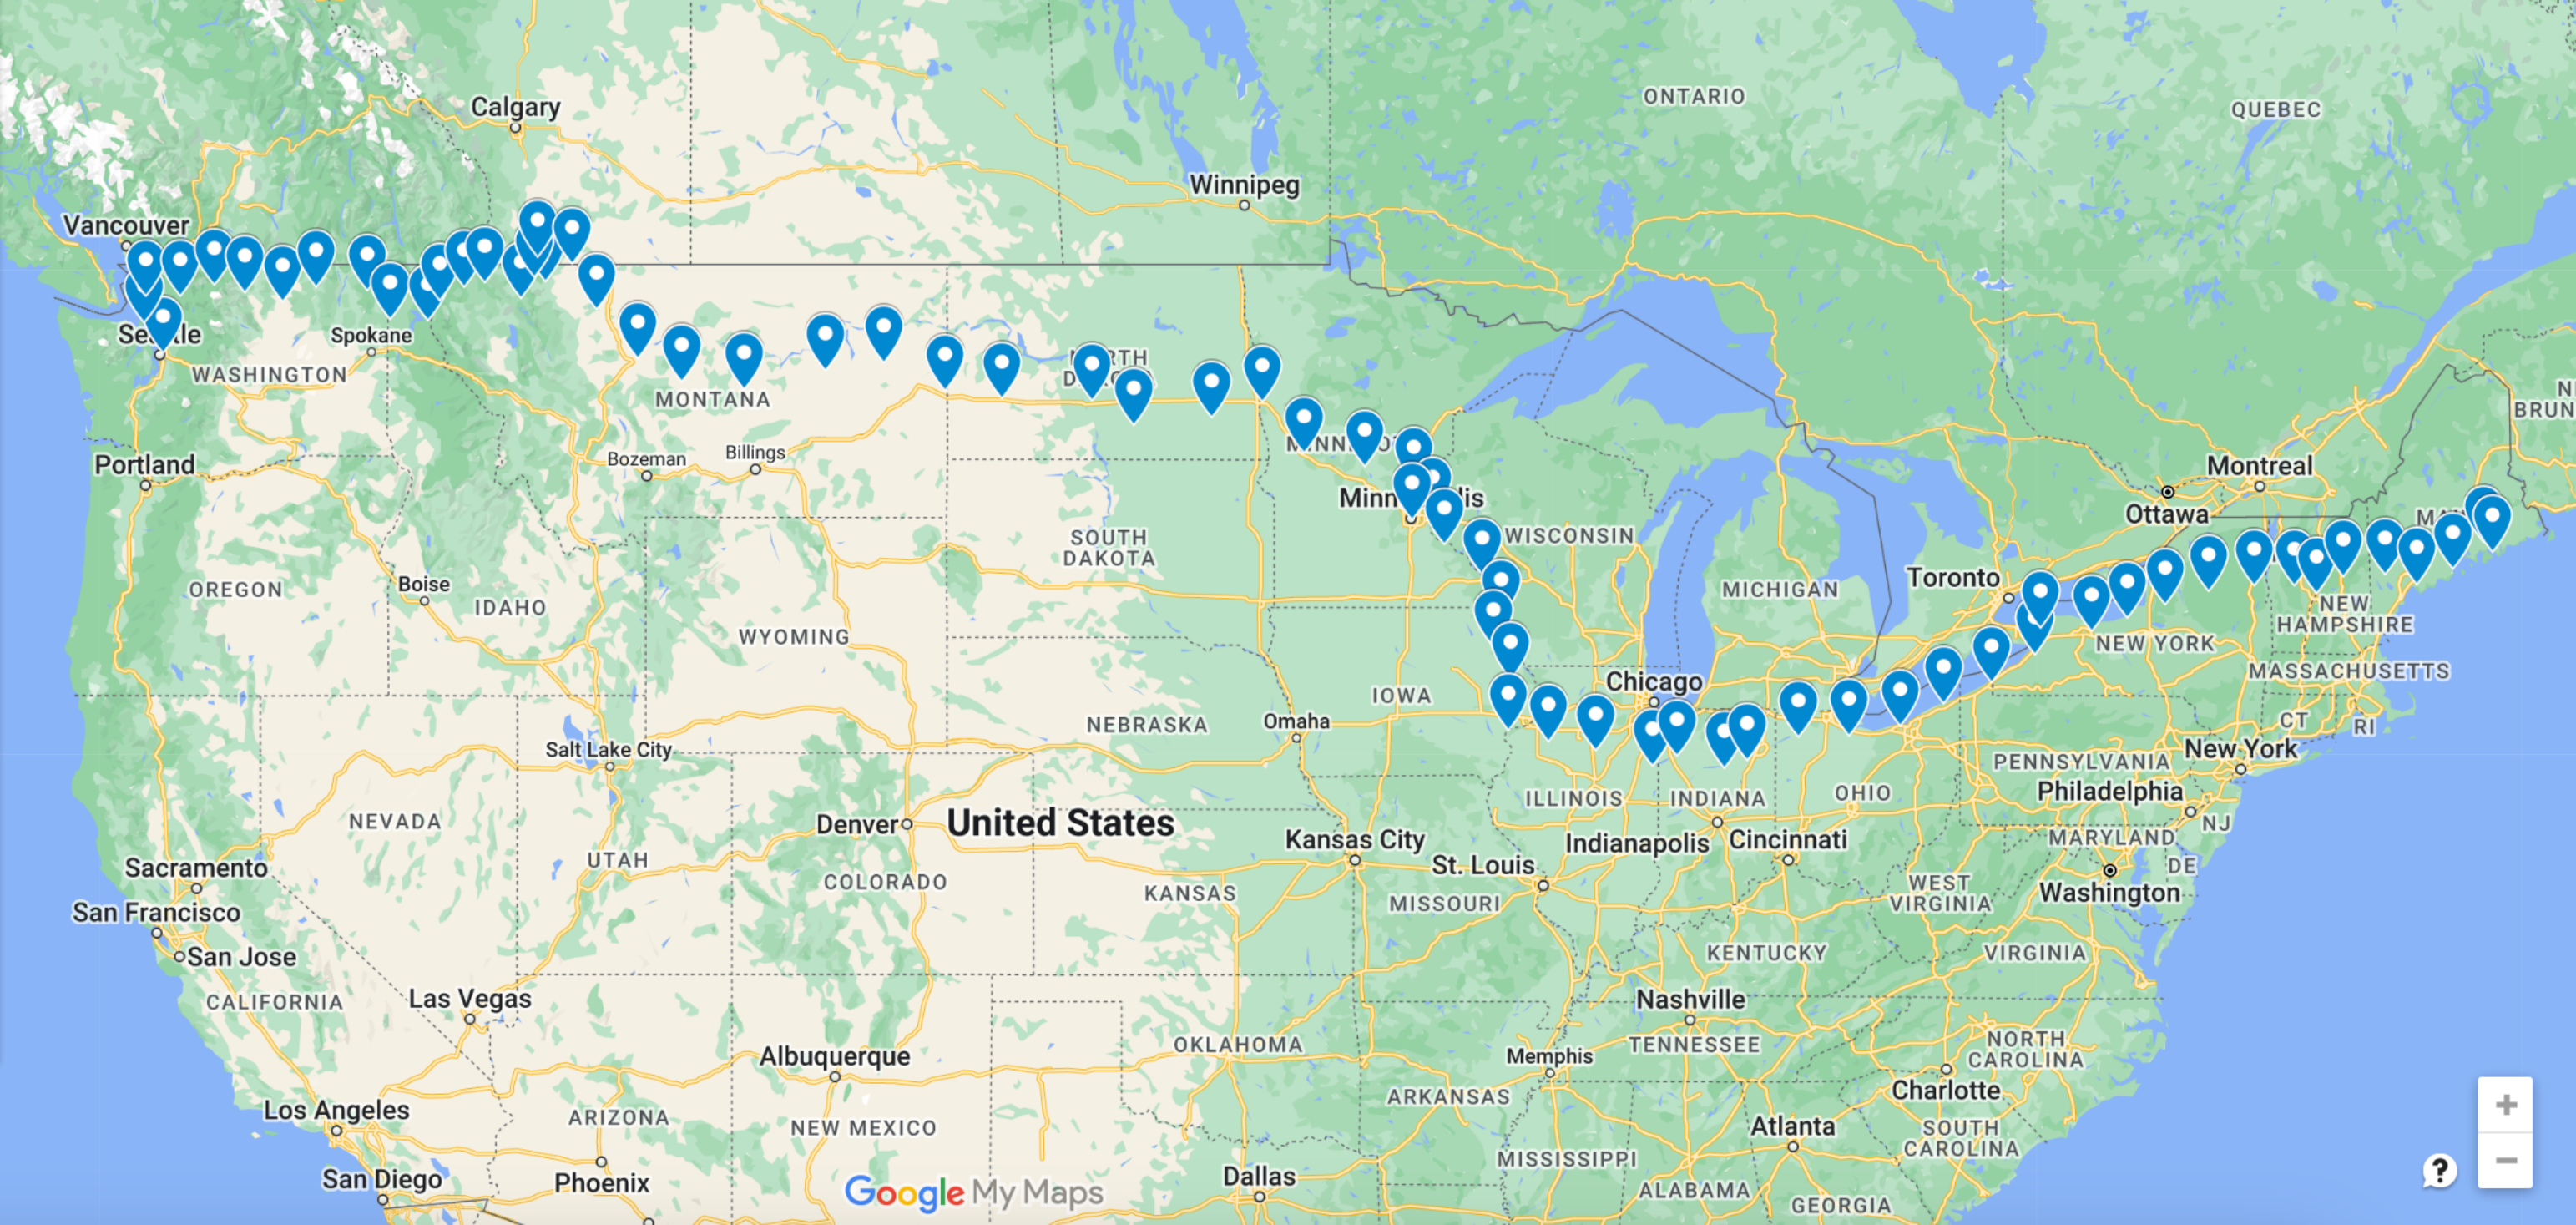 ONTARIO
QUEBEC
Calgary
Winnipeg
Vancouver
Spokane
WASHINGTON
MONTANA
Portland
Bozeman
Billings
Montreal
Ottawa
WISCONSIN
SOUTH
DAKOTA
OREGON
Boise
IDAHO
MICHIGAN
Toronto
NEW
HAMPSHIRE
WYOMING
NEW YORK
MASSACHUSETTS
IOWA
Chicago
CT
RI
NEBRASKA
Omaha
Salt Lake City
New York
PENNSYLVANIA
Philadelphia
ILLINOIS
INDIANA
OHIO
NEVADA
Denver
United States
NJ
MARYLAND
Kansas City
Indianapolis
Cincinnati
UTAH
St. Louis
DE
Sacramento
COLORADO
KANSAS
MISSOURI
WEST
VIRGINIA
Washington
San Francisco
San Jose
KENTUCKY
VIRGINIA
CALIFORNIA
Las Vegas
Nashville
OKLAHOMA
TENNESSEE
NORTH
CAROLINA
Albuquerque
Memphis
Charlotte
ARKANSAS
Los Angeles
ARIZONA
NEW MEXICO
Atlanta
SOUTH
CAROLINA
MISSISSIPPI
San Diego
Phoenix
Google My Maps
Dallas
ALABAMA
GEORGIA
+
−
?